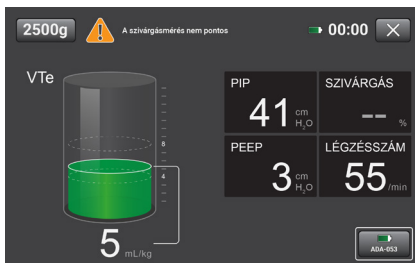 2500g
A szivárgásmérés nem pontos
00:00
VTe
8
4
5 mL/kg
PIP
41 cm H₂O
SZIVÁRGÁS
-- %
PEEP
3 cm H₂O
LÉGZÉSSZÁM
55 /min
ADA-053